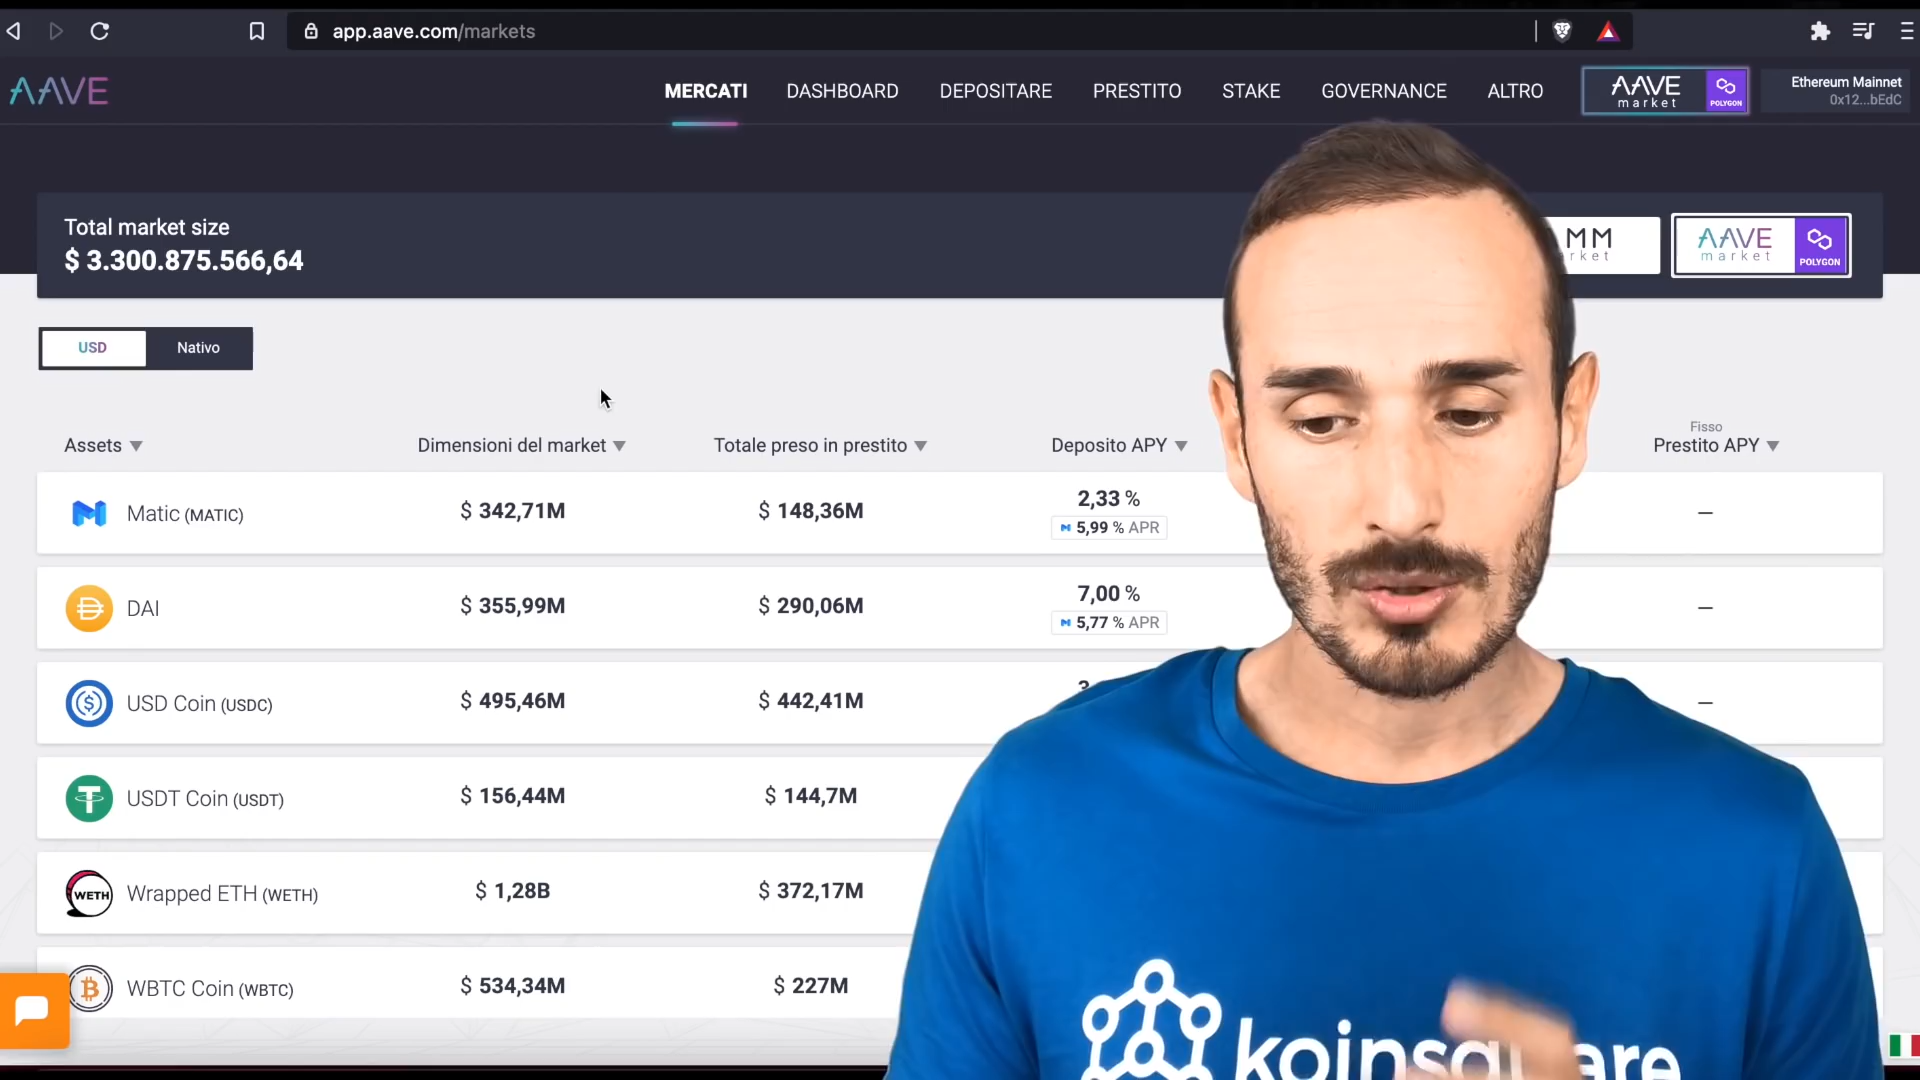 app.aave.com/markets
AAVE
MERCATI DASHBOARD DEPOSITARE PRESTITO STAKE GOVERNANCE ALTRO
AAVE market POLYGON
Ethereum Mainnet
0x12...bEdC
Total market size
$ 3.300.875.566,64
MM
rket
AAVE market POLYGON
USD Nativo
Assets Dimensioni del market Totale preso in prestito Deposito APY Fisso Prestito APY
Matic (MATIC) $ 342,71M $ 148,36M 2,33 % —
5,99 % APR
DAI $ 355,99M $ 290,06M 7,00 % —
5,77 % APR
USD Coin (USDC) $ 495,46M $ 442,41M —
USDT Coin (USDT) $ 156,44M $ 144,7M
WETH Wrapped ETH (WETH) $ 1,28B $ 372,17M
WBTC Coin (WBTC) $ 534,34M $ 227M
koinsquare